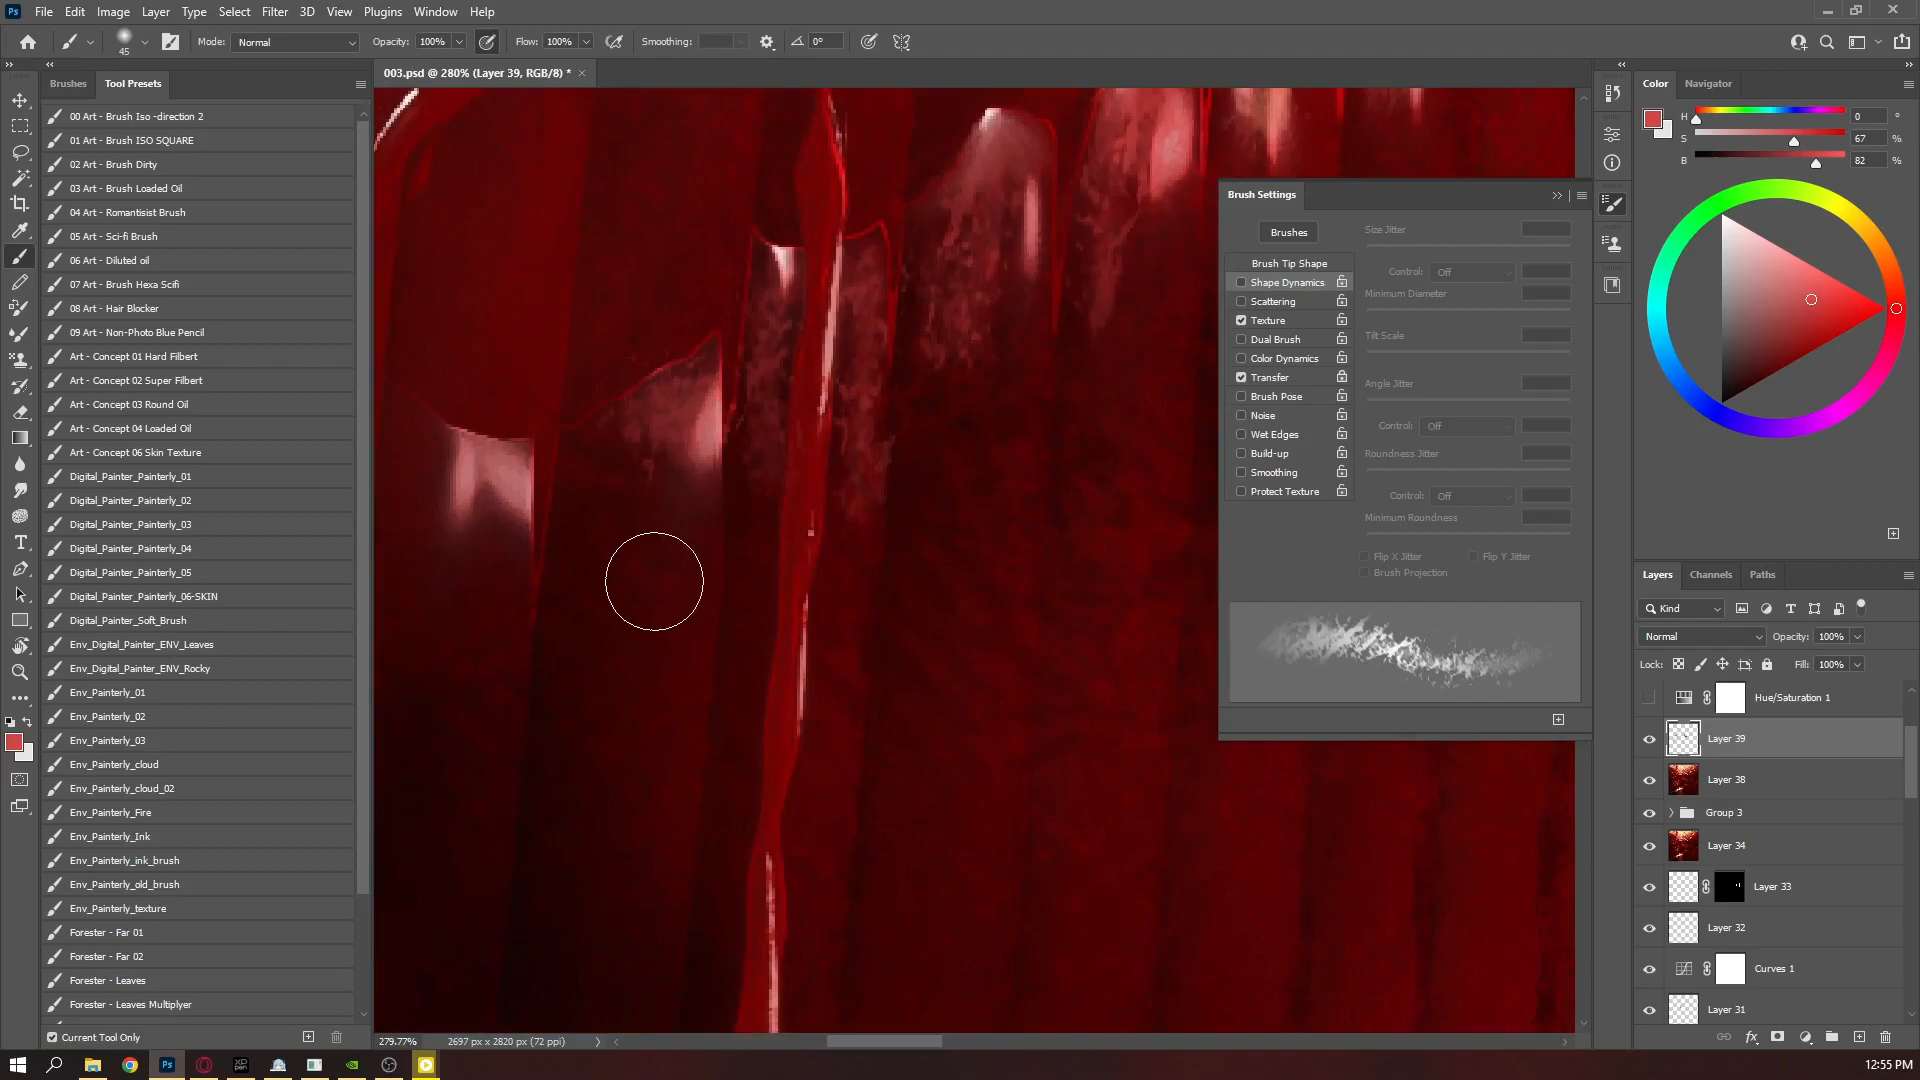 Ps File Edit Image Layer Type Select Filter 3D View Plugins Window Help
45 Mode: Normal Opacity: 100% Flow: 100% Smoothing: 0°
Brushes Tool Presets
003.psd @ 280% (Layer 39, RGB/8) *
00 Art - Brush Iso -direction 2
01 Art - Brush ISO SQUARE
02 Art - Brush Dirty
03 Art - Brush Loaded Oil
04 Art - Romantisist Brush
05 Art - Sci-fi Brush
06 Art - Diluted oil
07 Art - Brush Hexa Scifi
08 Art - Hair Blocker
09 Art - Non-Photo Blue Pencil
Art - Concept 01 Hard Filbert
Art - Concept 02 Super Filbert
Art - Concept 03 Round Oil
Art - Concept 04 Loaded Oil
Art - Concept 06 Skin Texture
Digital_Painter_Painterly_01
Digital_Painter_Painterly_02
Digital_Painter_Painterly_03
Digital_Painter_Painterly_04
Digital_Painter_Painterly_05
Digital_Painter_Painterly_06-SKIN
Digital_Painter_Soft_Brush
Env_Digital_Painter_ENV_Leaves
Env_Digital_Painter_ENV_Rocky
Env_Painterly_01
Env_Painterly_02
Env_Painterly_03
Env_Painterly_cloud
Env_Painterly_cloud_02
Env_Painterly_Fire
Env_Painterly_Ink
Env_Painterly_ink_brush
Env_Painterly_old_brush
Env_Painterly_texture
Forester - Far 01
Forester - Far 02
Forester - Leaves
Forester - Leaves Multiplyer
Current Tool Only
279.77% 2697 px x 2820 px (72 ppi)
Brush Settings
Brushes
Brush Tip Shape
Shape Dynamics
Scattering
Texture
Dual Brush
Color Dynamics
Transfer
Brush Pose
Noise
Wet Edges
Build-up
Smoothing
Protect Texture
Size Jitter
Control: Off
Minimum Diameter
Tilt Scale
Angle Jitter
Control: Off
Roundness Jitter
Control: Off
Minimum Roundness
Flip X Jitter Flip Y Jitter
Brush Projection
Color Navigator
H 0 °
S 67 %
B 82 %
Layers Channels Paths
Kind
Normal Opacity: 100%
Lock: Fill: 100%
Hue/Saturation 1
Layer 39
Layer 38
Group 3
Layer 34
Layer 33
Layer 32
Curves 1
Layer 31
fx
Ps XP PEN 12:55 PM